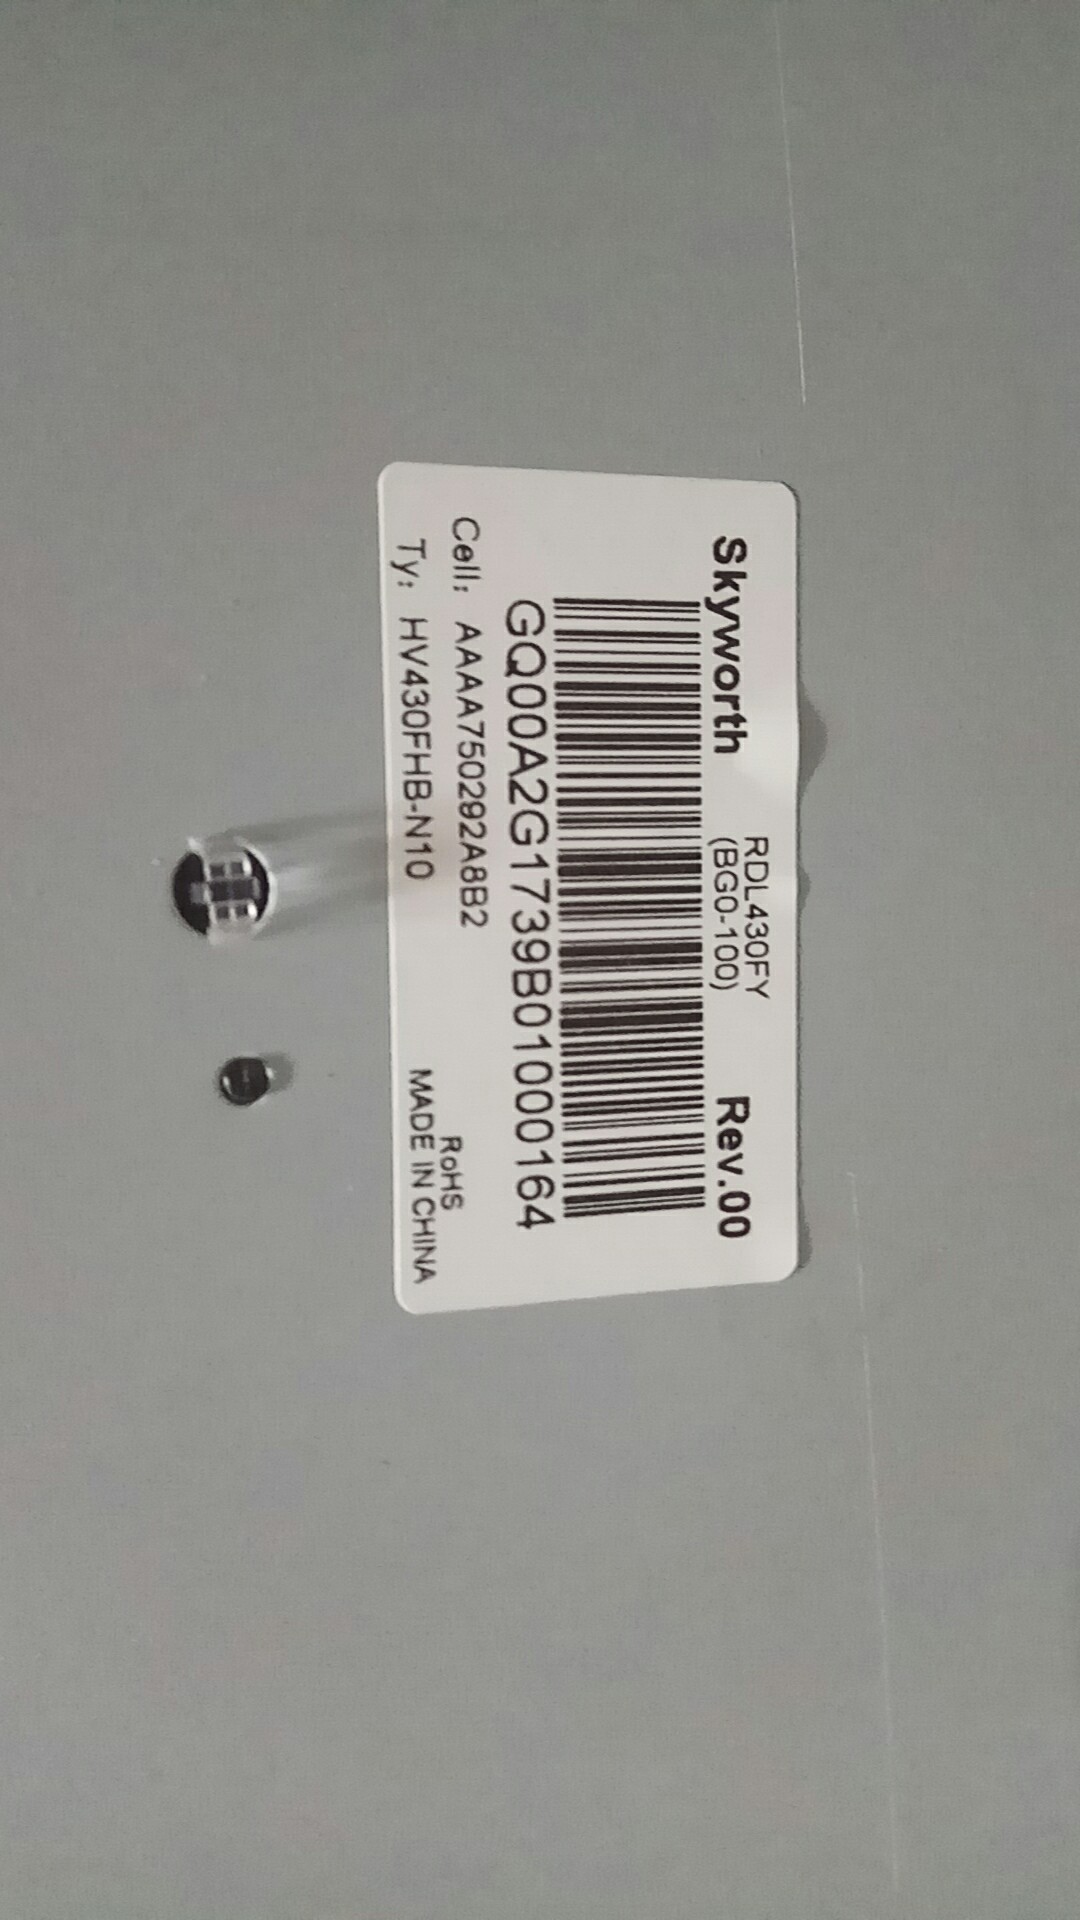 Skyworth RDL430FY Rev.00
(BG0-100)
GQ00A2G1739B01000164
Cell: AAAA750292A8B2
RoHS
Ty: HV430FHB-N10 MADE IN CHINA